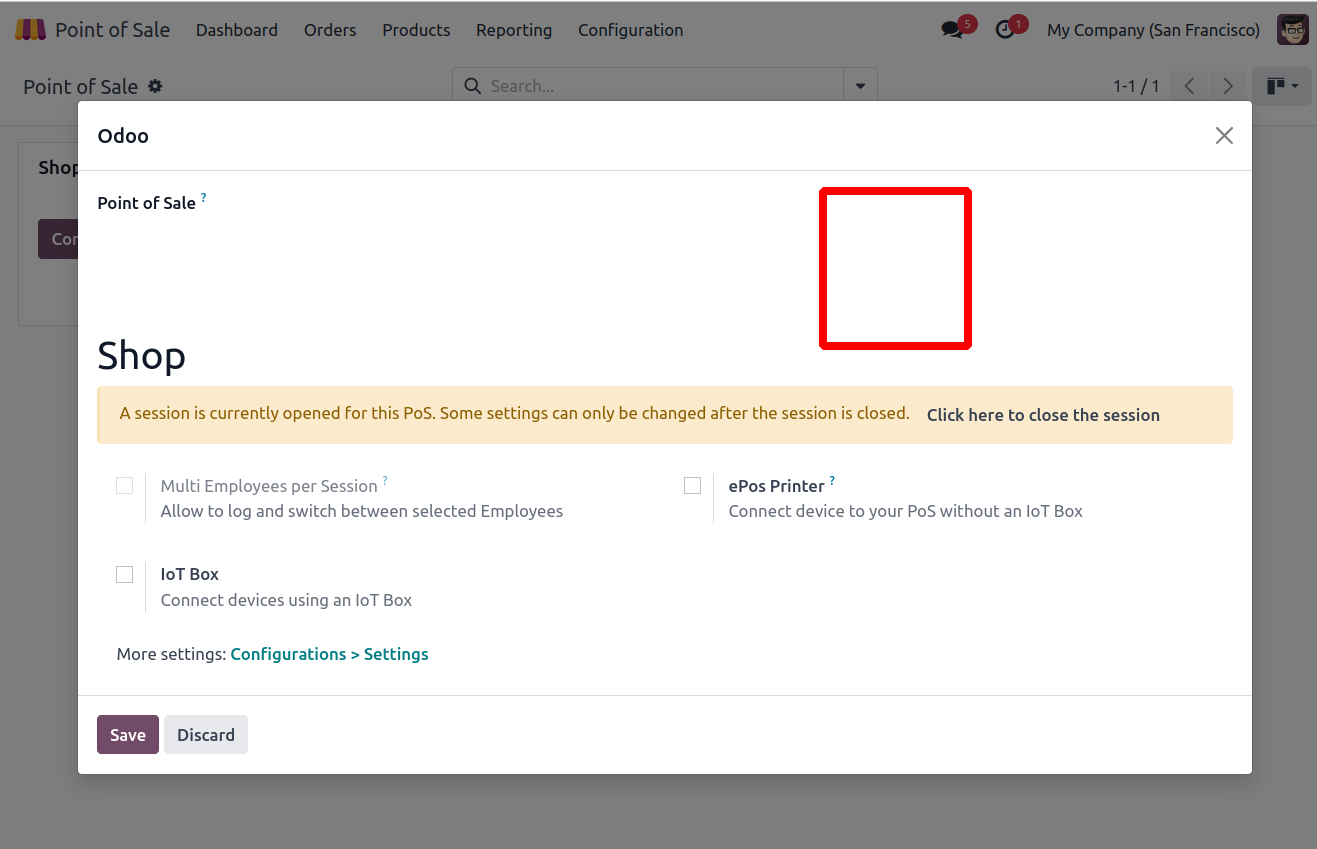 Point of Sale Dashboard Orders Products Reporting Configuration 5 1 My Company (San Francisco)
Point of Sale Search... 1-1 / 1
Odoo
Shop
Point of Sale ?
Con
Shop
A session is currently opened for this PoS. Some settings can only be changed after the session is closed. Click here to close the session
Multi Employees per Session ?
Allow to log and switch between selected Employees
ePos Printer ?
Connect device to your PoS without an IoT Box
IoT Box
Connect devices using an IoT Box
More settings: Configurations > Settings
Save Discard